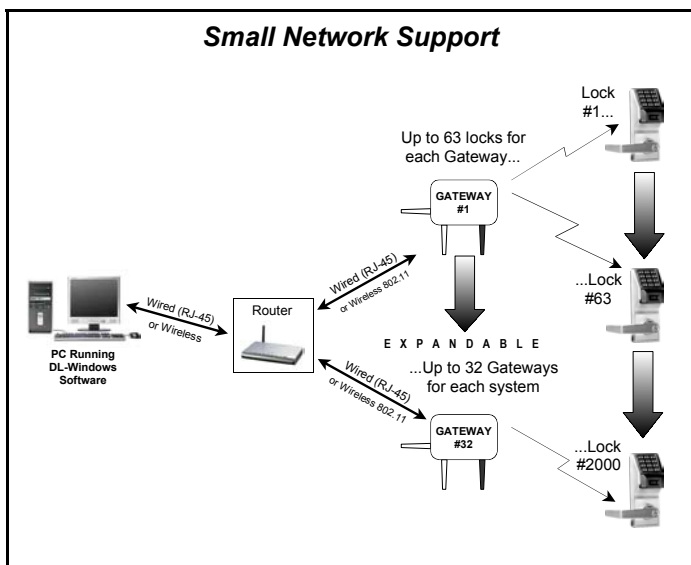 Small Network Support
Lock
#1...
Up to 63 locks for
each Gateway...
GATEWAY
#1
Wired (RJ-45)
or Wireless 802.11
...Lock
#63
Wired (RJ-45)
or Wireless
Router
PC Running
DL-Windows
Software
EXPANDABLE
...Up to 32 Gateways
for each system
Wired (RJ-45)
or Wireless 802.11
GATEWAY
#32
...Lock
#2000